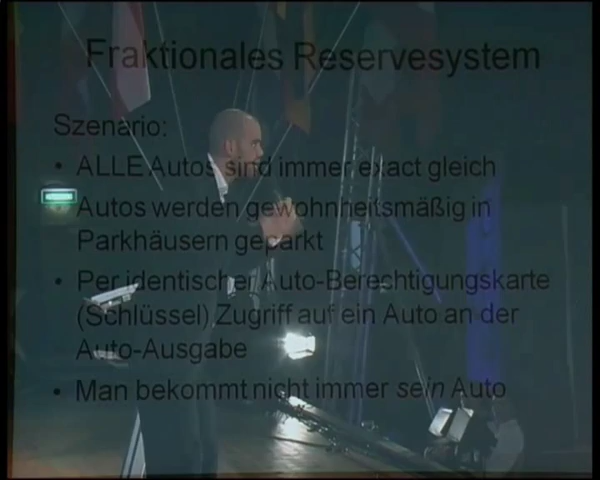 Fraktionales Reservesystem
Szenario:
• ALLE Autos sind immer exact gleich
• Autos werden gewohnheitsmäßig in
Parkhäusern geparkt
• Per identischer Auto-Berechtigungskarte
(Schlüssel) Zugriff auf ein Auto an der
Auto-Ausgabe
• Man bekommt nicht immer sein Auto